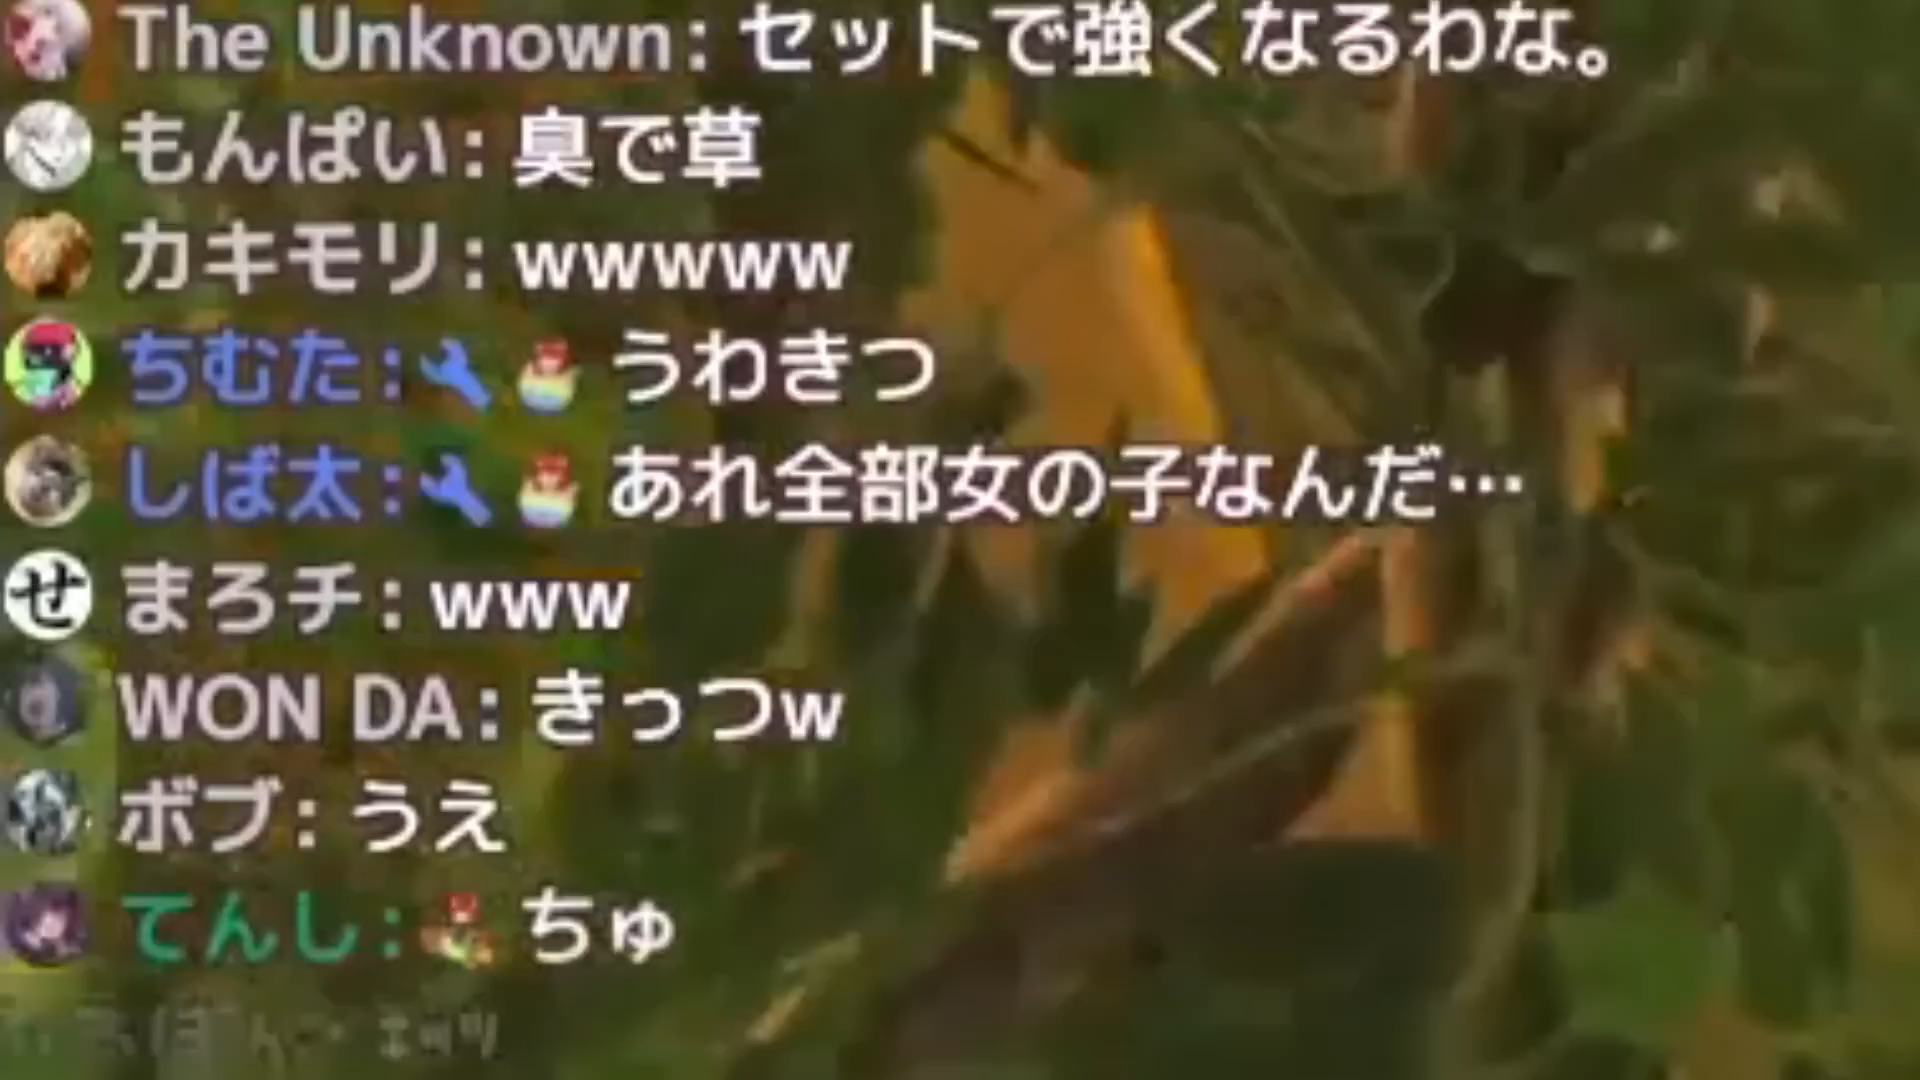 The Unknown: セットで強くなるわな。
もんぱい: 臭で草
カキモリ: wwwww
ちむた: うわきつ
しば太: あれ全部女の子なんだ…
せ
まろチ: www
WON DA: きっつw
ボブ: うえ
てんし: ちゅ